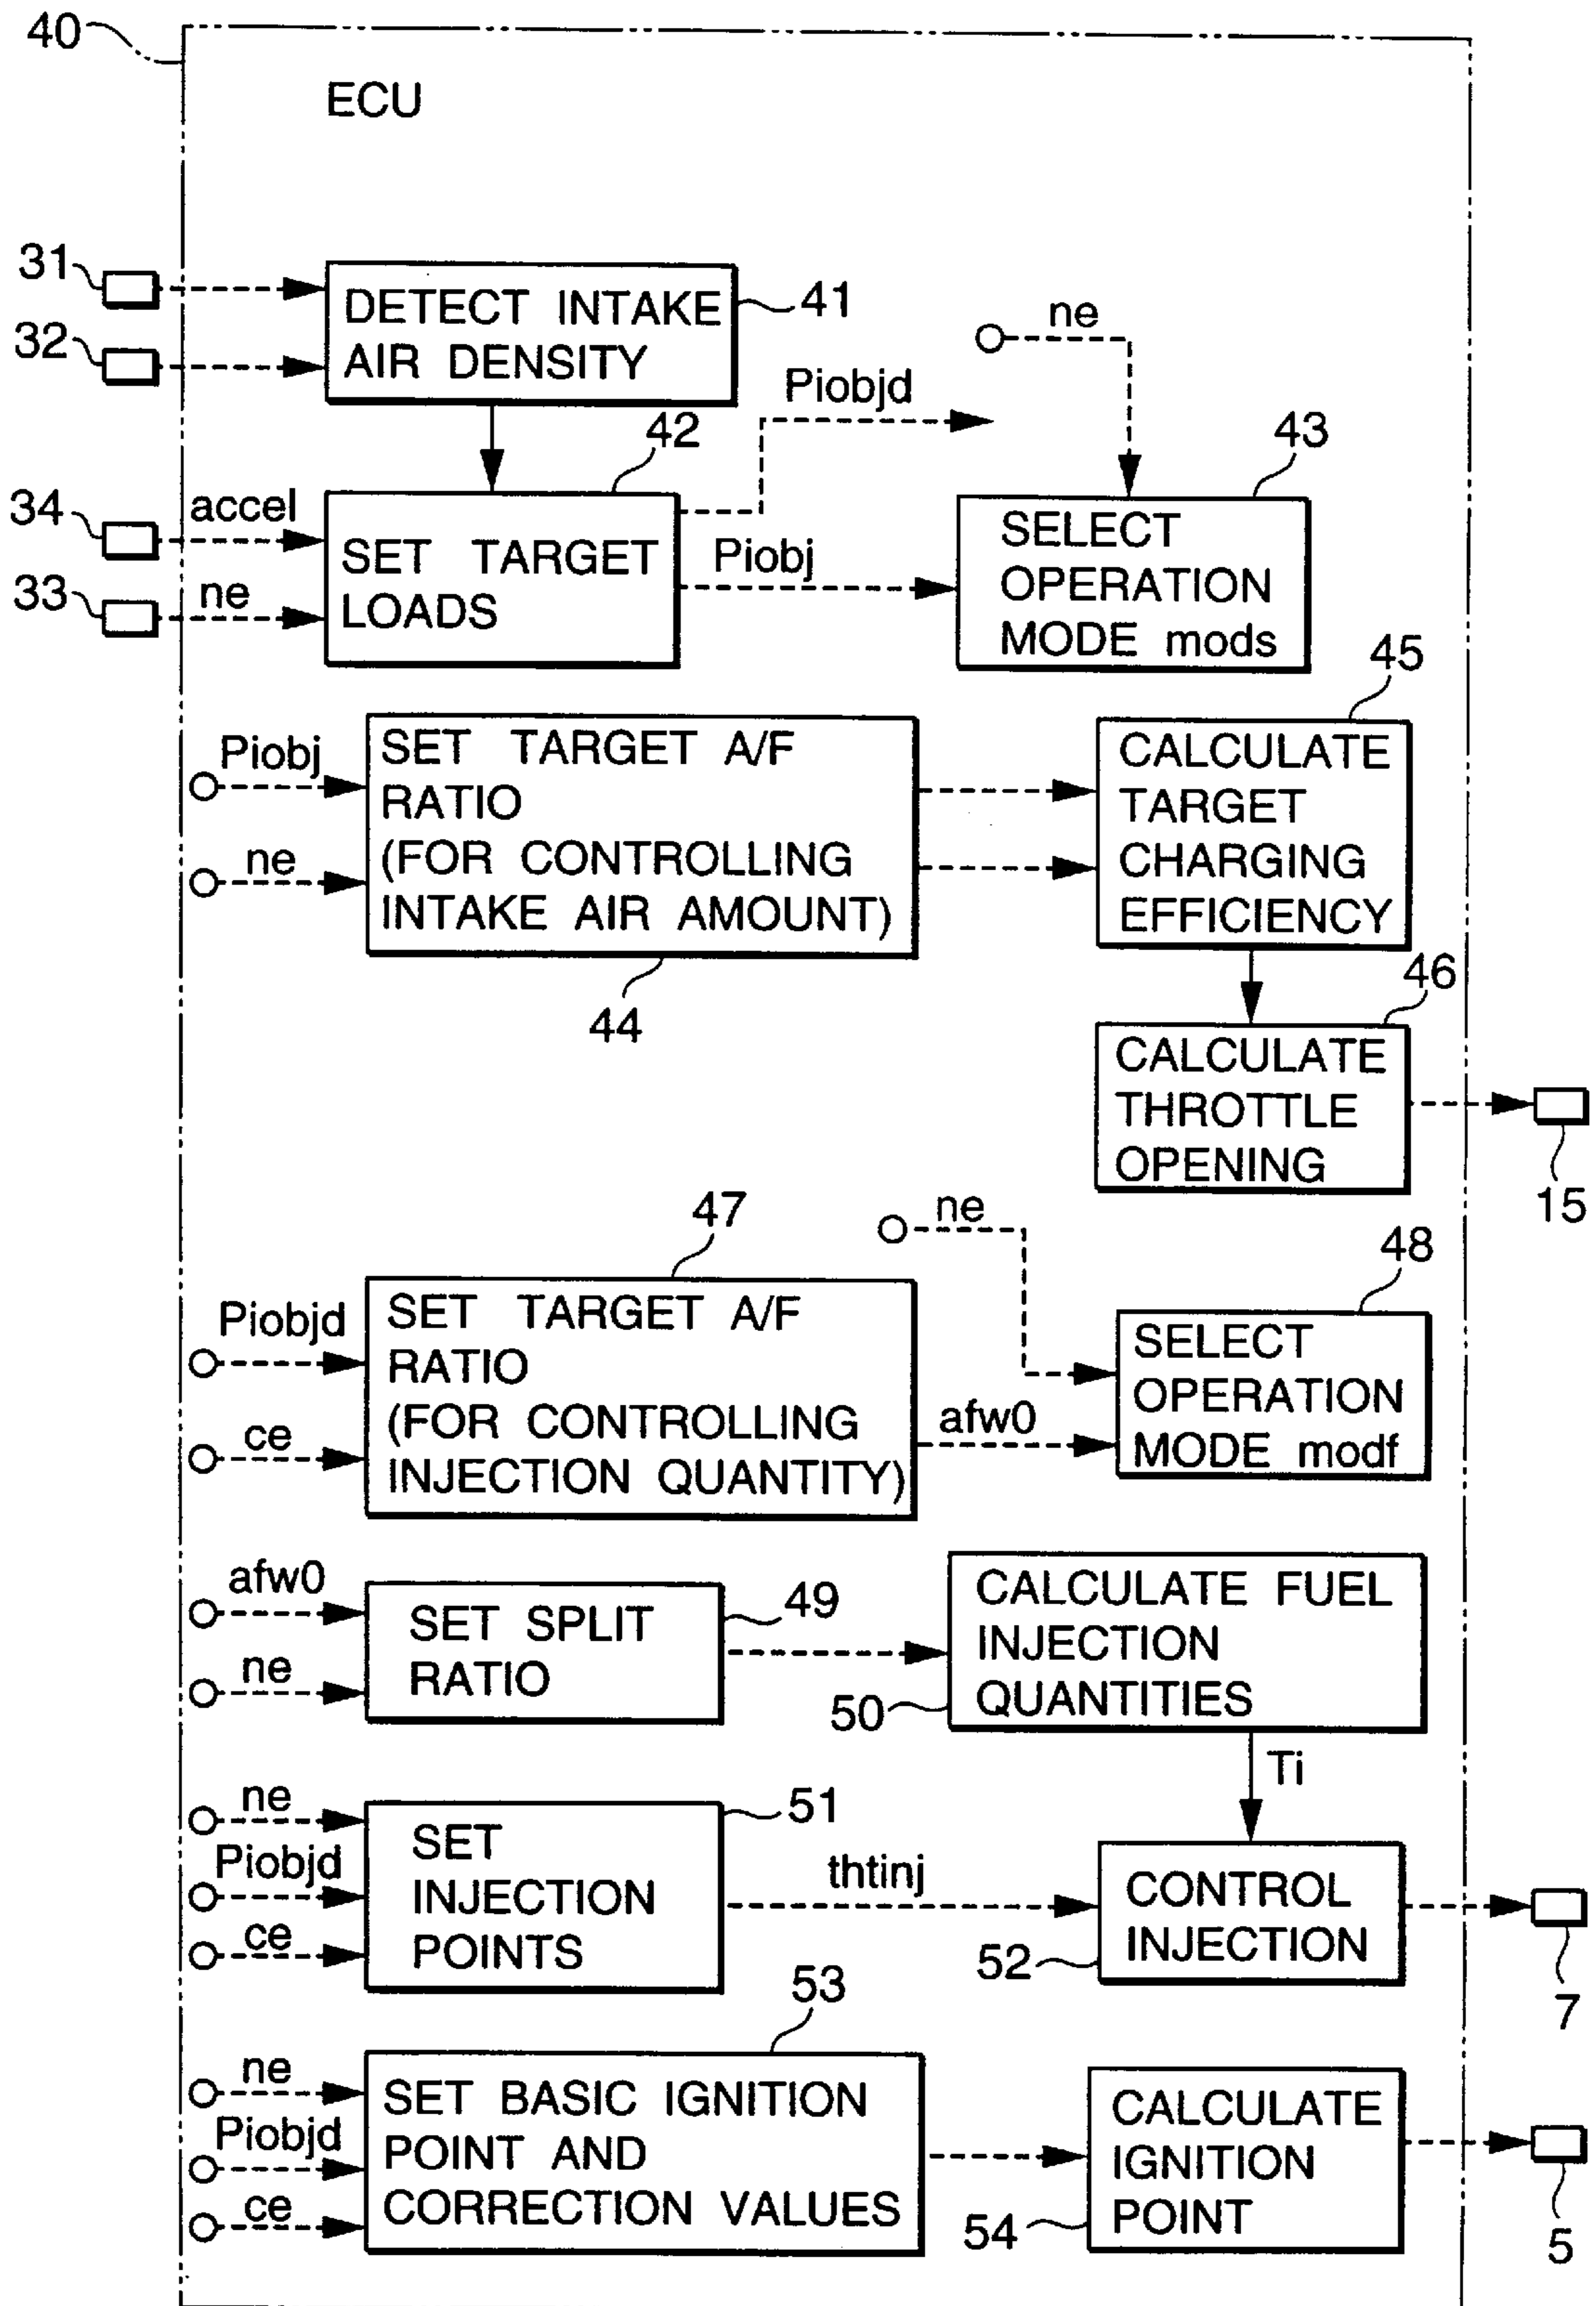 40
ECU
31
32
DETECT INTAKE
AIR DENSITY
41
ne
Piobjd
42
43
34
accel
33
ne
SET TARGET
LOADS
Piobj
SELECT
OPERATION
MODE mods
45
Piobj
ne
SET TARGET A/F
RATIO
(FOR CONTROLLING
INTAKE AIR AMOUNT)
44
CALCULATE
TARGET
CHARGING
EFFICIENCY
46
CALCULATE
THROTTLE
OPENING
15
47
ne
48
Piobjd
ce
SET TARGET A/F
RATIO
(FOR CONTROLLING
INJECTION QUANTITY)
afw0
SELECT
OPERATION
MODE modf
afw0
ne
SET SPLIT
RATIO
49
CALCULATE FUEL
INJECTION
QUANTITIES
50
Ti
ne
Piobjd
ce
SET
INJECTION
POINTS
51
thtinj
CONTROL
INJECTION
52
7
53
ne
Piobjd
ce
SET BASIC IGNITION
POINT AND
CORRECTION VALUES
CALCULATE
IGNITION
POINT
54
5